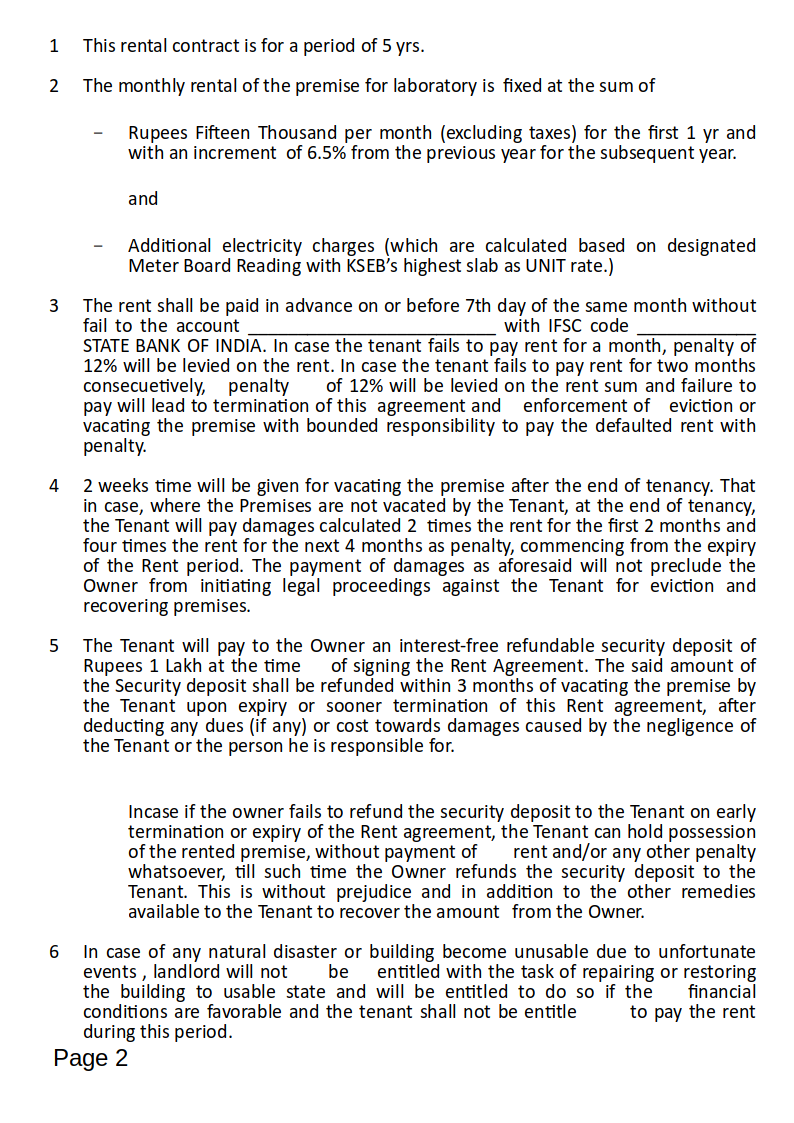 1 This rental contract is for a period of 5 yrs.
2 The monthly rental of the premise for laboratory is fixed at the sum of
– Rupees Fifteen Thousand per month (excluding taxes) for the first 1 yr and
with an increment of 6.5% from the previous year for the subsequent year.
and
– Additional electricity charges (which are calculated based on designated
Meter Board Reading with KSEB’s highest slab as UNIT rate.)
3 The rent shall be paid in advance on or before 7th day of the same month without
fail to the account _________________________ with IFSC code ____________
STATE BANK OF INDIA. In case the tenant fails to pay rent for a month, penalty of
12% will be levied on the rent. In case the tenant fails to pay rent for two months
consecuetively, penalty of 12% will be levied on the rent sum and failure to
pay will lead to termination of this agreement and enforcement of eviction or
vacating the premise with bounded responsibility to pay the defaulted rent with
penalty.
4 2 weeks time will be given for vacating the premise after the end of tenancy. That
in case, where the Premises are not vacated by the Tenant, at the end of tenancy,
the Tenant will pay damages calculated 2 times the rent for the first 2 months and
four times the rent for the next 4 months as penalty, commencing from the expiry
of the Rent period. The payment of damages as aforesaid will not preclude the
Owner from initiating legal proceedings against the Tenant for eviction and
recovering premises.
5 The Tenant will pay to the Owner an interest-free refundable security deposit of
Rupees 1 Lakh at the time of signing the Rent Agreement. The said amount of
the Security deposit shall be refunded within 3 months of vacating the premise by
the Tenant upon expiry or sooner termination of this Rent agreement, after
deducting any dues (if any) or cost towards damages caused by the negligence of
the Tenant or the person he is responsible for.
Incase if the owner fails to refund the security deposit to the Tenant on early
termination or expiry of the Rent agreement, the Tenant can hold possession
of the rented premise, without payment of rent and/or any other penalty
whatsoever, till such time the Owner refunds the security deposit to the
Tenant. This is without prejudice and in addition to the other remedies
available to the Tenant to recover the amount from the Owner.
6 In case of any natural disaster or building become unusable due to unfortunate
events , landlord will not be entitled with the task of repairing or restoring
the building to usable state and will be entitled to do so if the financial
conditions are favorable and the tenant shall not be entitle to pay the rent
during this period.
Page 2